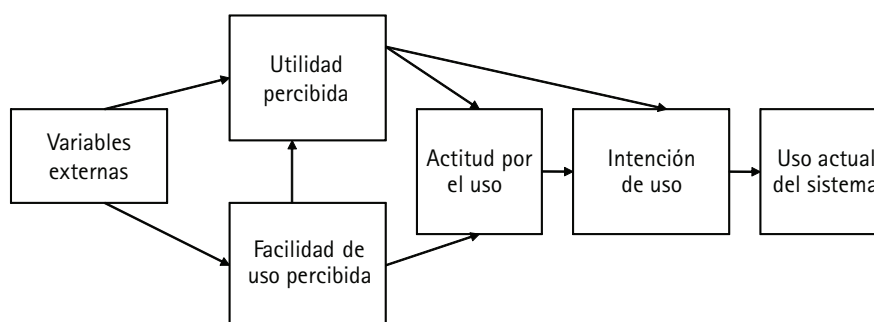 Utilidad
percibida
Variables
externas
Actitud por
el uso
Intención
de uso
Uso actual
del sistema
Facilidad de
uso percibida